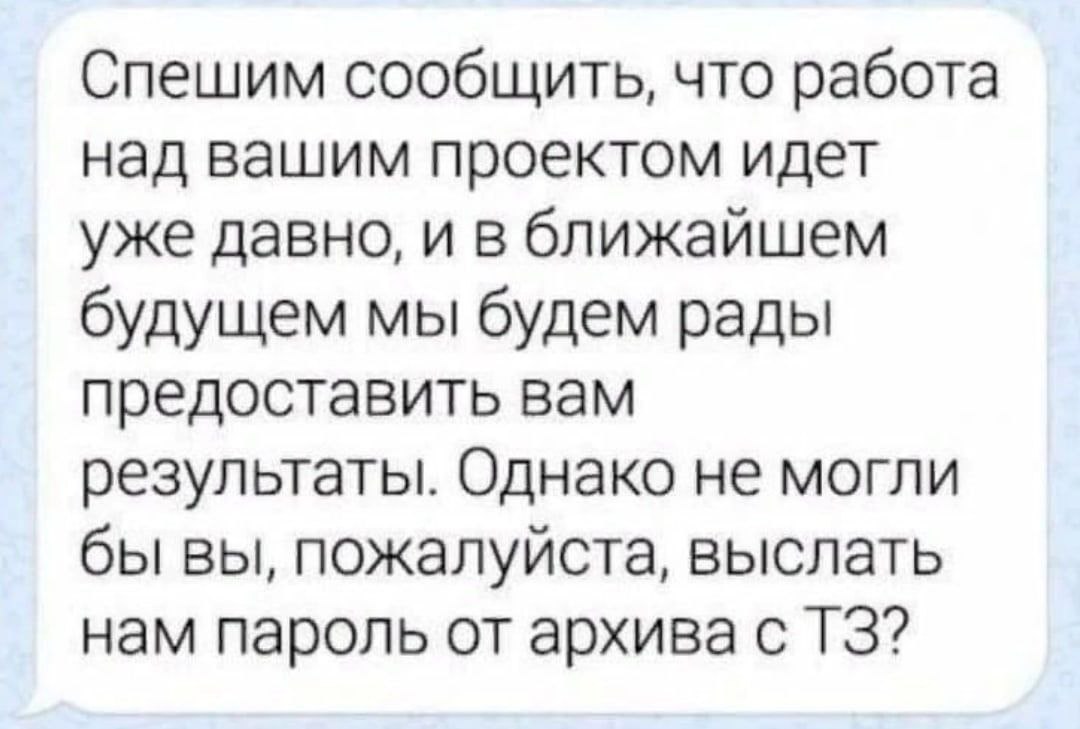 Спешим сообщить, что работа
над вашим проектом идет
уже давно, и в ближайшем
будущем мы будем рады
предоставить вам
результаты. Однако не могли
бы вы, пожалуйста, выслать
нам пароль от архива с ТЗ?